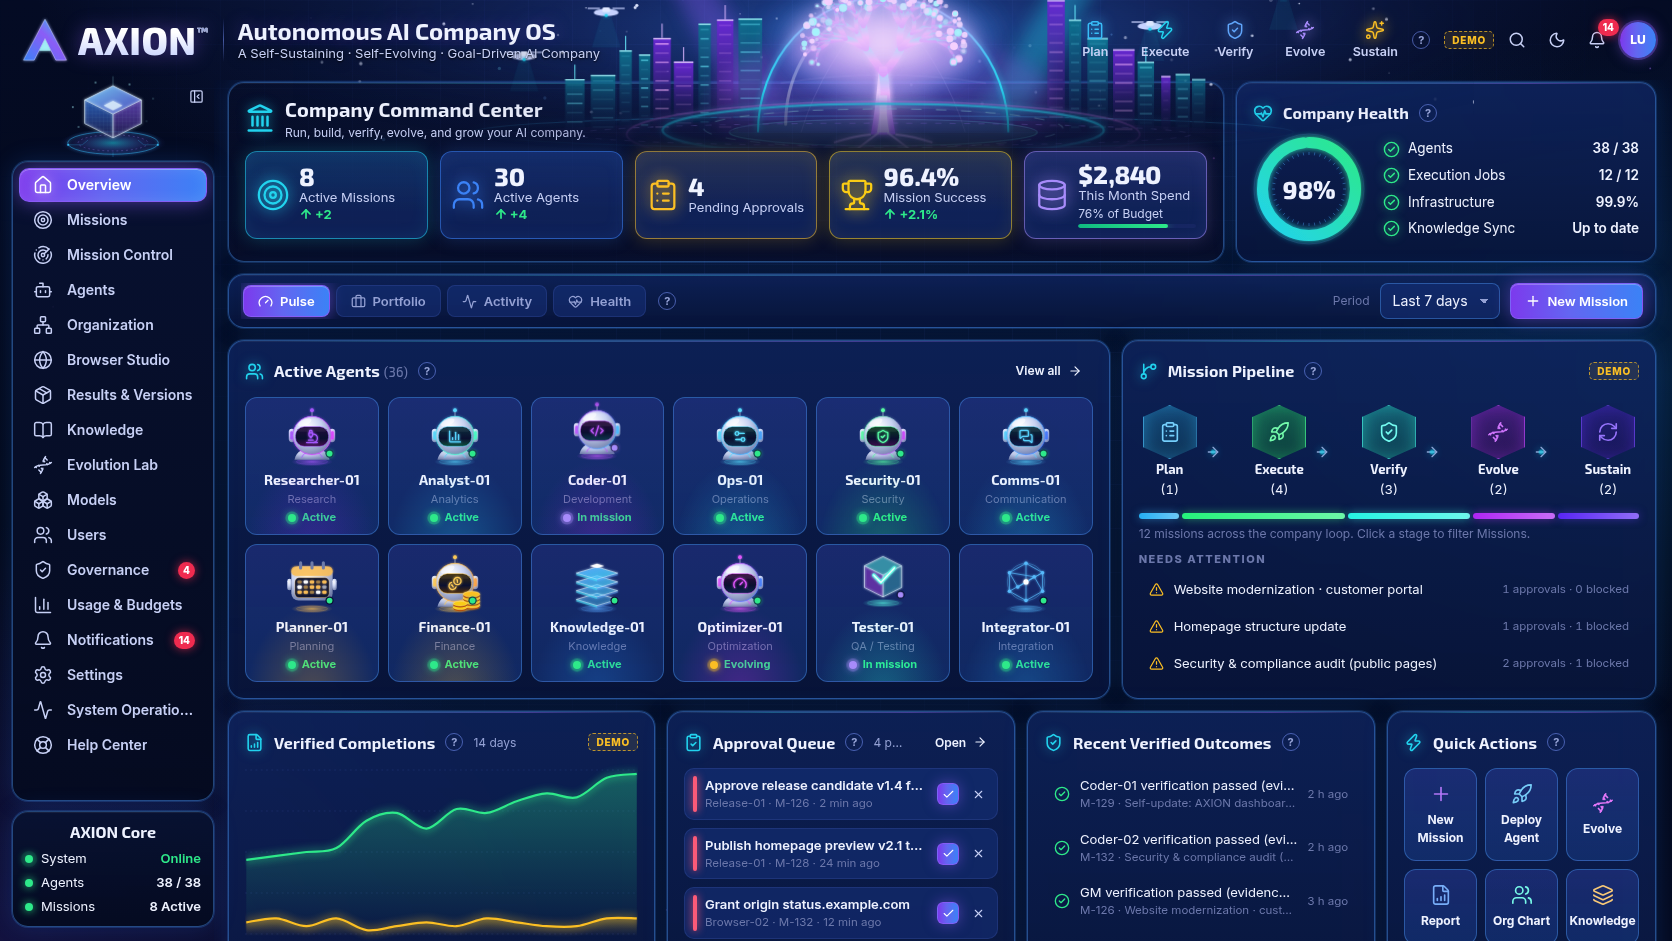 AXION™
Autonomous AI Company OS
A Self-Sustaining · Self-Evolving · Goal-Driven AI Company
Plan
Execute
Verify
Evolve
Sustain
?
DEMO
14
LU
Overview
Missions
Mission Control
Agents
Organization
Browser Studio
Results & Versions
Knowledge
Evolution Lab
Models
Users
Governance
4
Usage & Budgets
Notifications
14
Settings
System Operatio...
Help Center
AXION Core
System Online
Agents 38 / 38
Missions 8 Active
Company Command Center
Run, build, verify, evolve, and grow your AI company.
8
Active Missions
↑ +2
30
Active Agents
↑ +4
4
Pending Approvals
96.4%
Mission Success
↑ +2.1%
$2,840
This Month Spend
76% of Budget
Company Health ?
98%
Agents 38 / 38
Execution Jobs 12 / 12
Infrastructure 99.9%
Knowledge Sync Up to date
Pulse
Portfolio
Activity
Health
?
Period
Last 7 days
+ New Mission
Active Agents (36) ?
View all →
Researcher-01
Research
Active
Analyst-01
Analytics
Active
Coder-01
Development
In mission
Ops-01
Operations
Active
Security-01
Security
Active
Comms-01
Communication
Active
Planner-01
Planning
Active
Finance-01
Finance
Active
Knowledge-01
Knowledge
Active
Optimizer-01
Optimization
Evolving
Tester-01
QA / Testing
In mission
Integrator-01
Integration
Active
Mission Pipeline ?
DEMO
Plan
(1)
Execute
(4)
Verify
(3)
Evolve
(2)
Sustain
(2)
12 missions across the company loop. Click a stage to filter Missions.
NEEDS ATTENTION
Website modernization · customer portal 1 approvals · 0 blocked
Homepage structure update 1 approvals · 1 blocked
Security & compliance audit (public pages) 2 approvals · 1 blocked
Verified Completions ? 14 days
DEMO
Approval Queue ? 4 p...
Open →
Approve release candidate v1.4 f...
Release-01 · M-126 · 2 min ago
Publish homepage preview v2.1 t...
Release-01 · M-128 · 24 min ago
Grant origin status.example.com
Browser-02 · M-132 · 12 min ago
Recent Verified Outcomes ?
Coder-01 verification passed (evi...
M-129 · Self-update: AXION dashboar...
2 h ago
Coder-02 verification passed (evi...
M-132 · Security & compliance audit (...
2 h ago
GM verification passed (evidenc...
M-126 · Website modernization · cust...
3 h ago
Quick Actions ?
New
Mission
Deploy
Agent
Evolve
Report
Org Chart
Knowledge